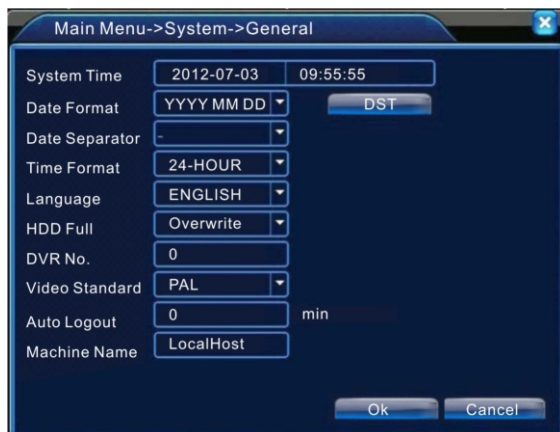 Main Menu->System->General
System Time 2012-07-03 09:55:55
Date Format YYYY MM DD DST
Date Separator -
Time Format 24-HOUR
Language ENGLISH
HDD Full Overwrite
DVR No. 0
Video Standard PAL
Auto Logout 0 min
Machine Name LocalHost
Ok Cancel